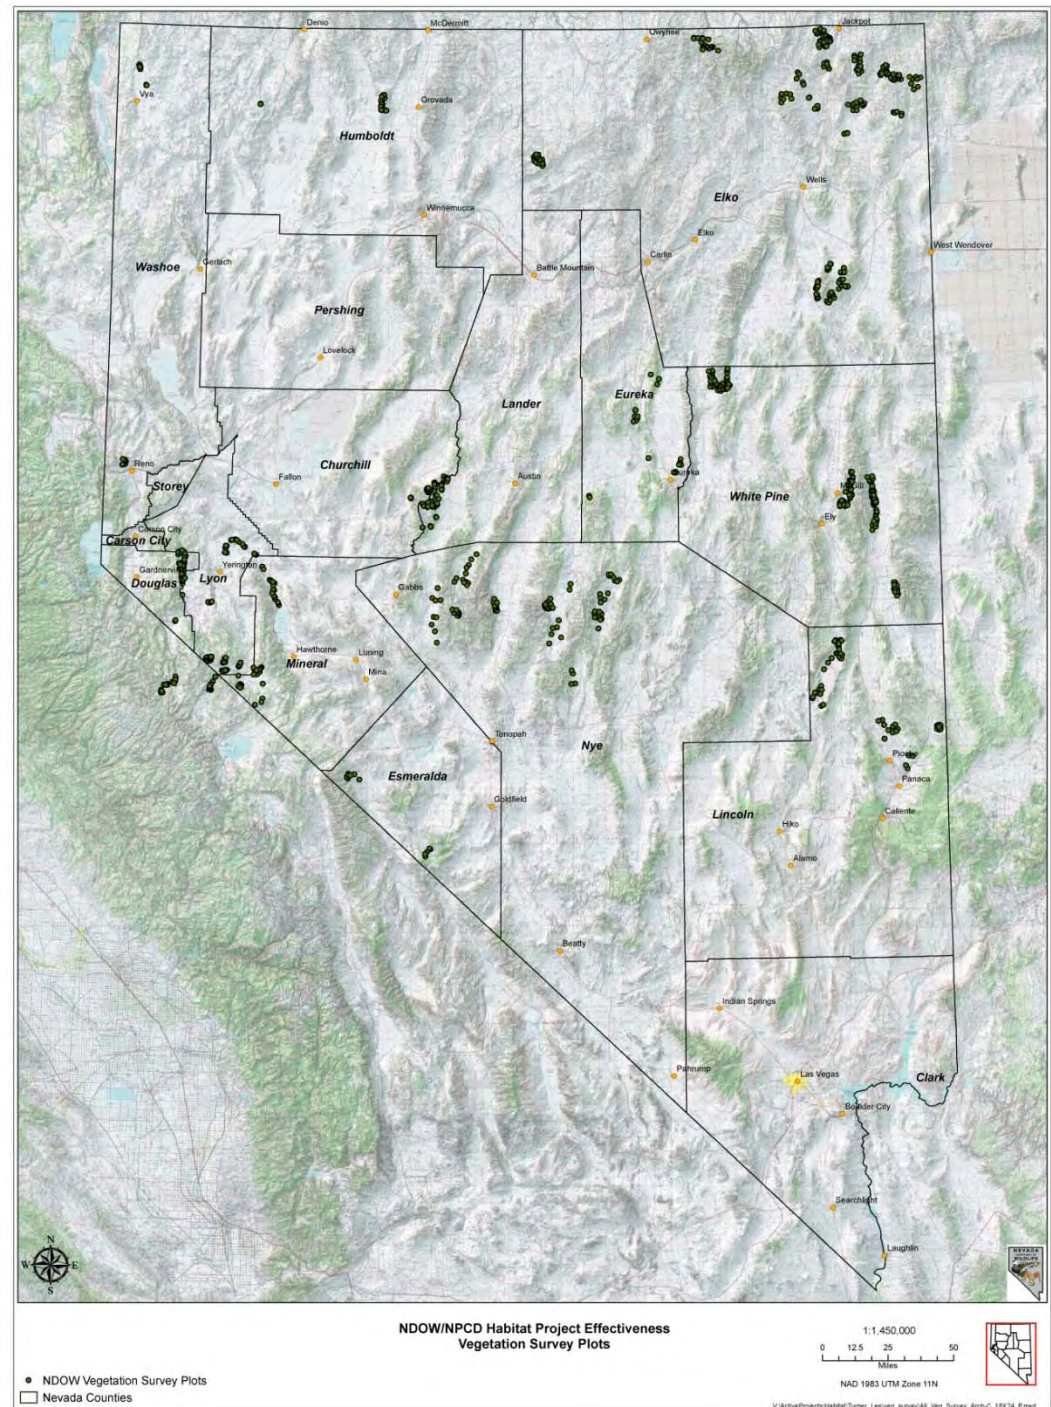 Denio
McDermitt
Owyhee
Jackpot
Vya
Orovada
Humboldt
Wells
Elko
Winnemucca
Elko
West Wendover
Washoe
Gerlach
Carlin
Battle Mountain
Pershing
Lovelock
Lander
Eureka
Reno
Churchill
Storey
Fallon
Austin
Eureka
White Pine
McGill
Ely
Carson City
Carson City
Gardnerville
Douglas
Lyon
Yerington
Gabbs
Hawthorne
Mineral
Luning
Mina
Tonopah
Nye
Pioche
Esmeralda
Panaca
Goldfield
Lincoln
Caliente
Hiko
Alamo
Beatty
Indian Springs
Pahrump
Las Vegas
Clark
Boulder City
Searchlight
Laughlin
N
W
E
S
NEVADA
WILDLIFE
NDOW/NPCD Habitat Project Effectiveness
Vegetation Survey Plots
1:1,450,000
0 12.5 25 50
Miles
NAD 1983 UTM Zone 11N
NDOW Vegetation Survey Plots
Nevada Counties